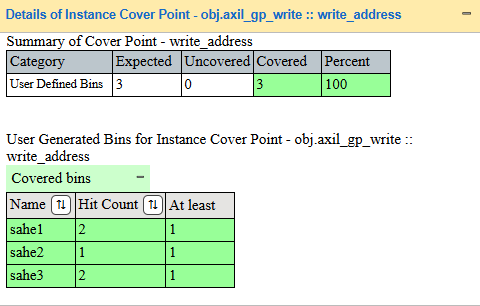 Details of Instance Cover Point - obj.axil_gp_write :: write_address
Summary of Cover Point - write_address
Category Expected Uncovered Covered Percent
User Defined Bins 3 0 3 100
User Generated Bins for Instance Cover Point - obj.axil_gp_write ::
write_address
Covered bins
Name Hit Count At least
sahe1 2 1
sahe2 1 1
sahe3 2 1